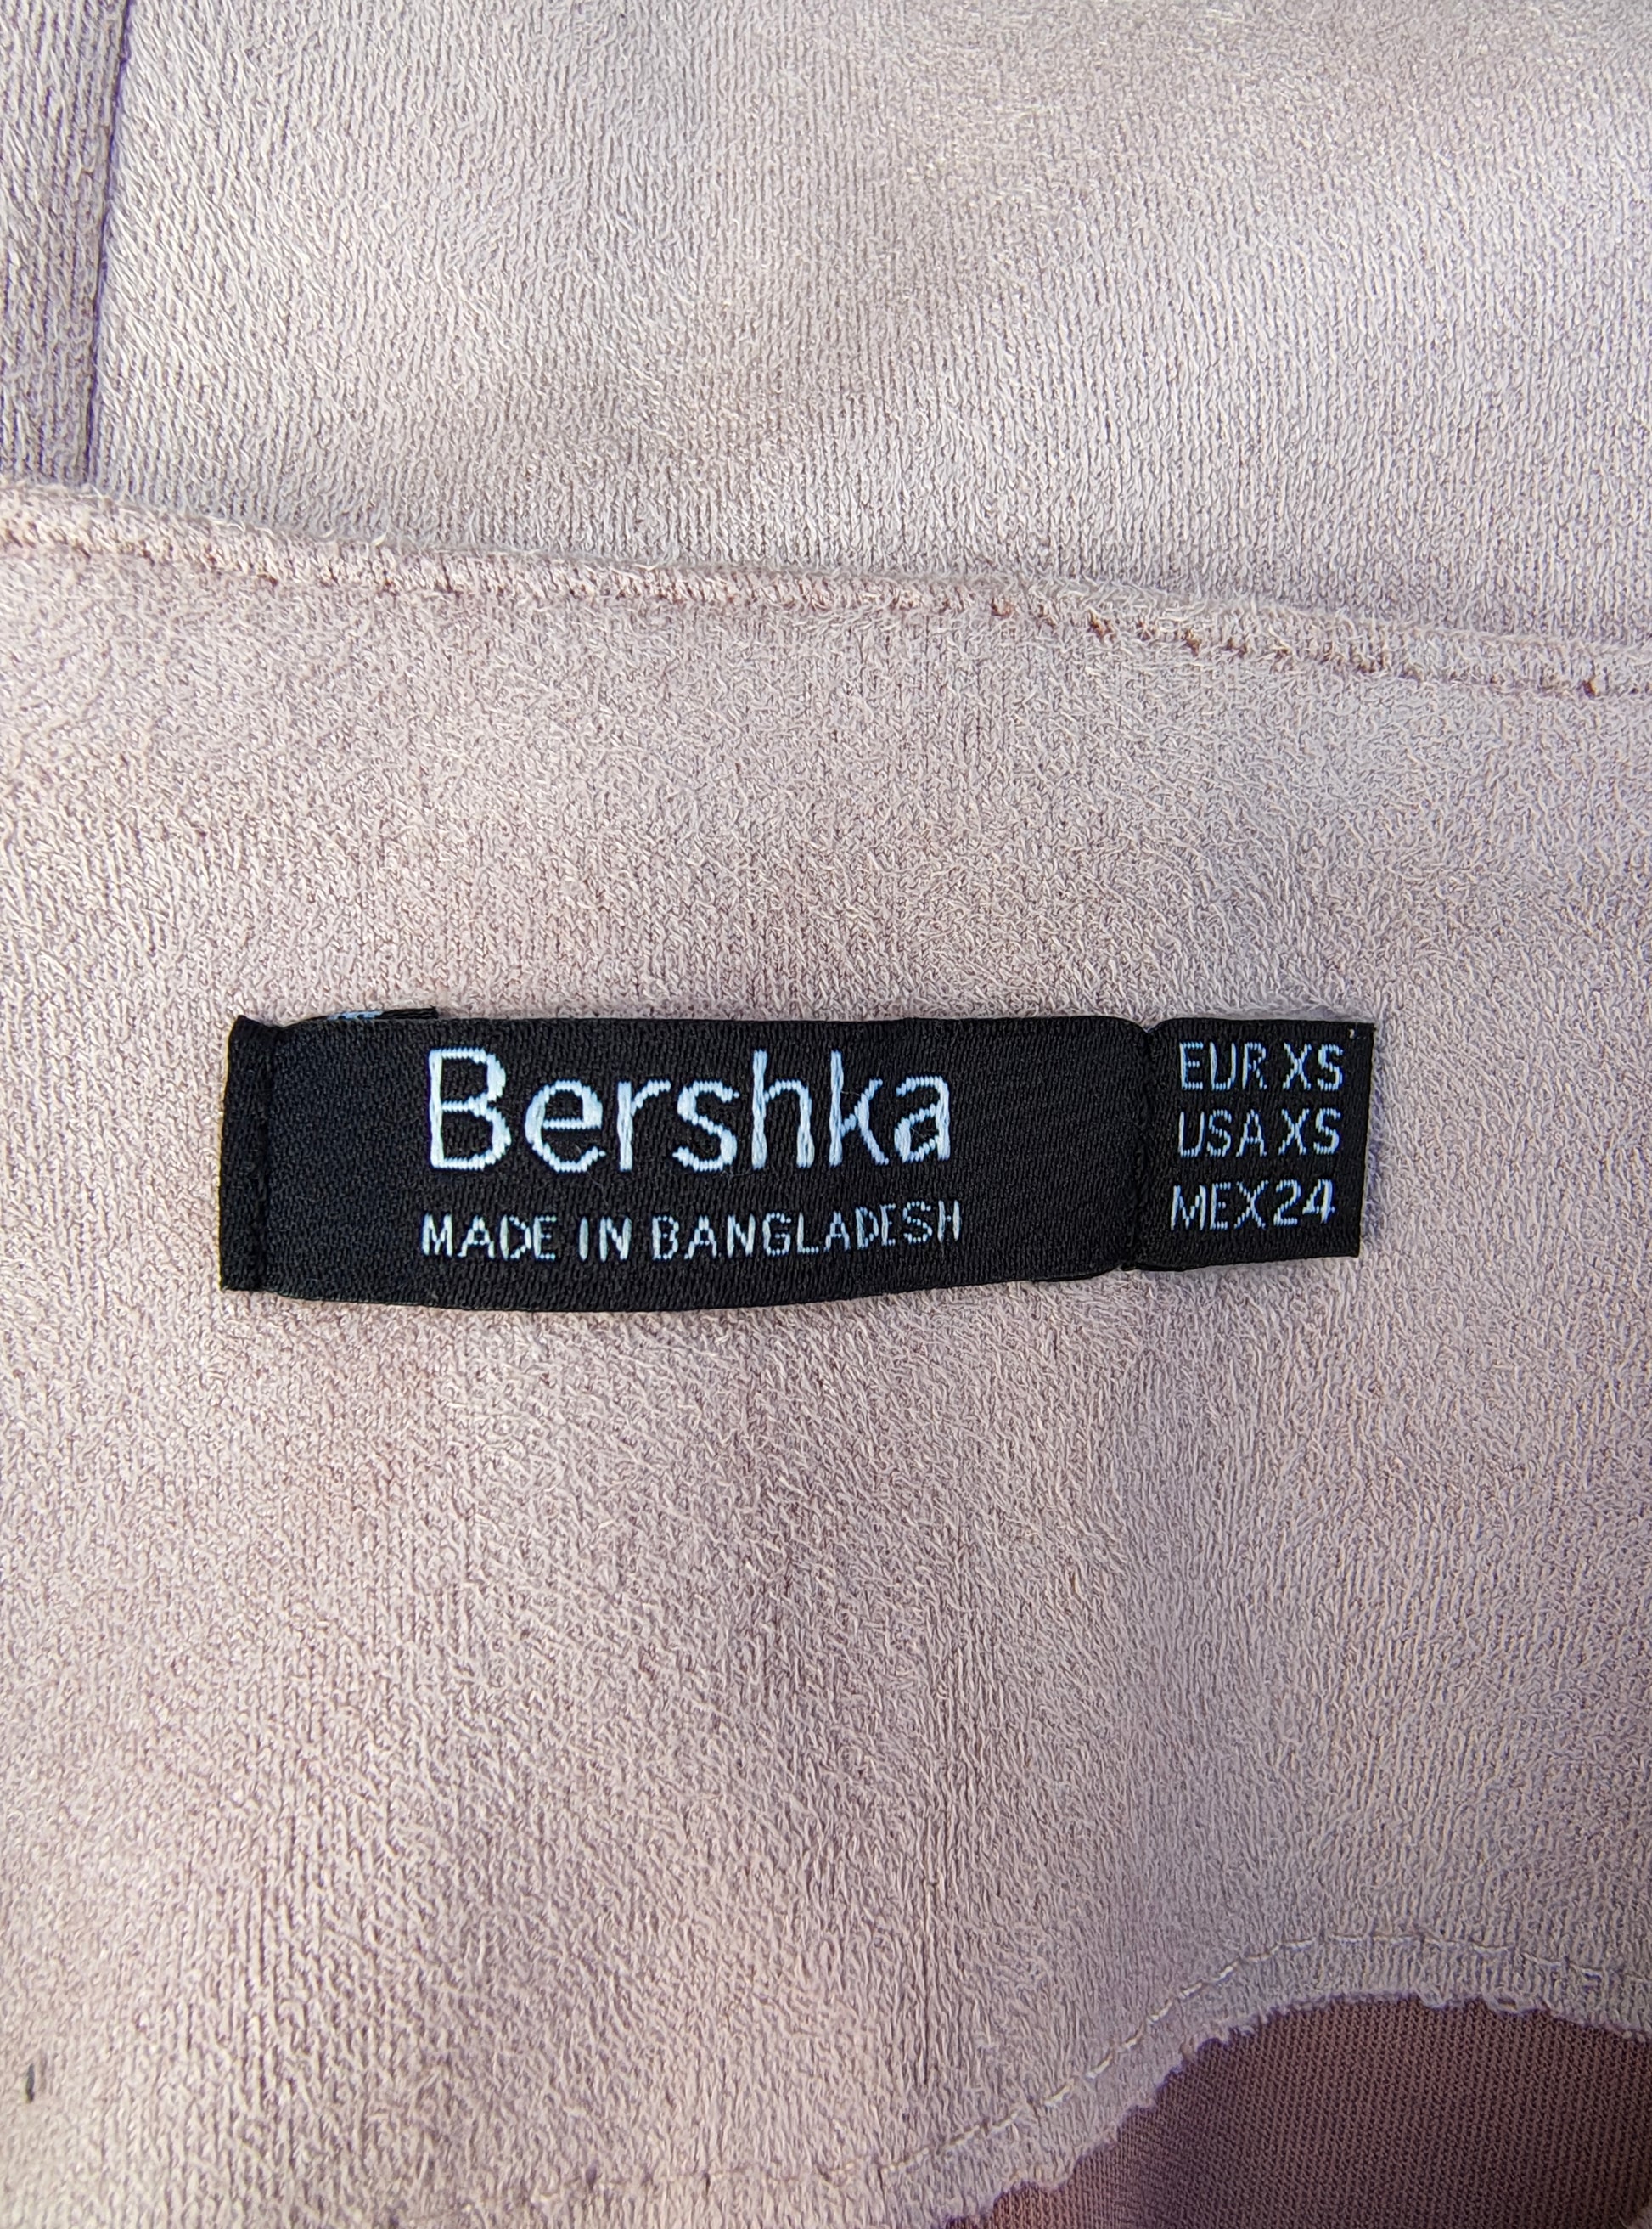 Bershka
MADE IN BANGLADESH
EUR XS
USA XS
MEX 24